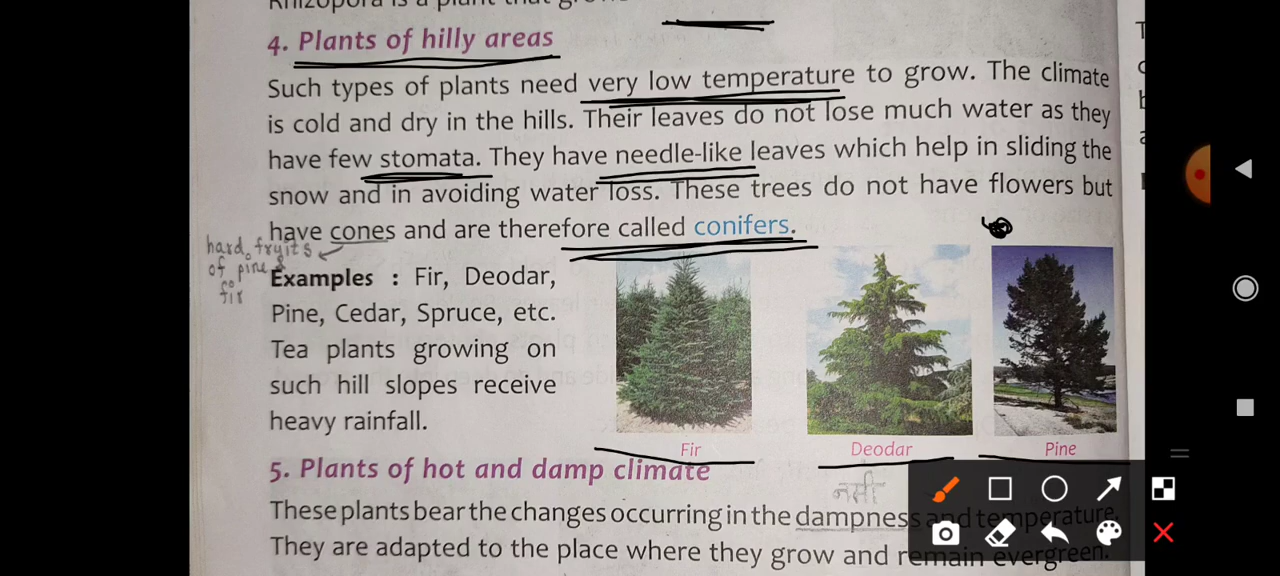 Rhizopora is a plant that grow
4. Plants of hilly areas
Such types of plants need very low temperature to grow. The climate
is cold and dry in the hills. Their leaves do not lose much water as they
have few stomata. They have needle-like leaves which help in sliding the
snow and in avoiding water loss. These trees do not have flowers but
have cones and are therefore called conifers.
hard fruits
of pine &
fir
Examples : Fir, Deodar,
Pine, Cedar, Spruce, etc.
Tea plants growing on
such hill slopes receive
heavy rainfall.
Fir
Deodar
Pine
5. Plants of hot and damp climate
नमी
These plants bear the changes occurring in the dampness and temperature.
They are adapted to the place where they grow and remain evergreen.